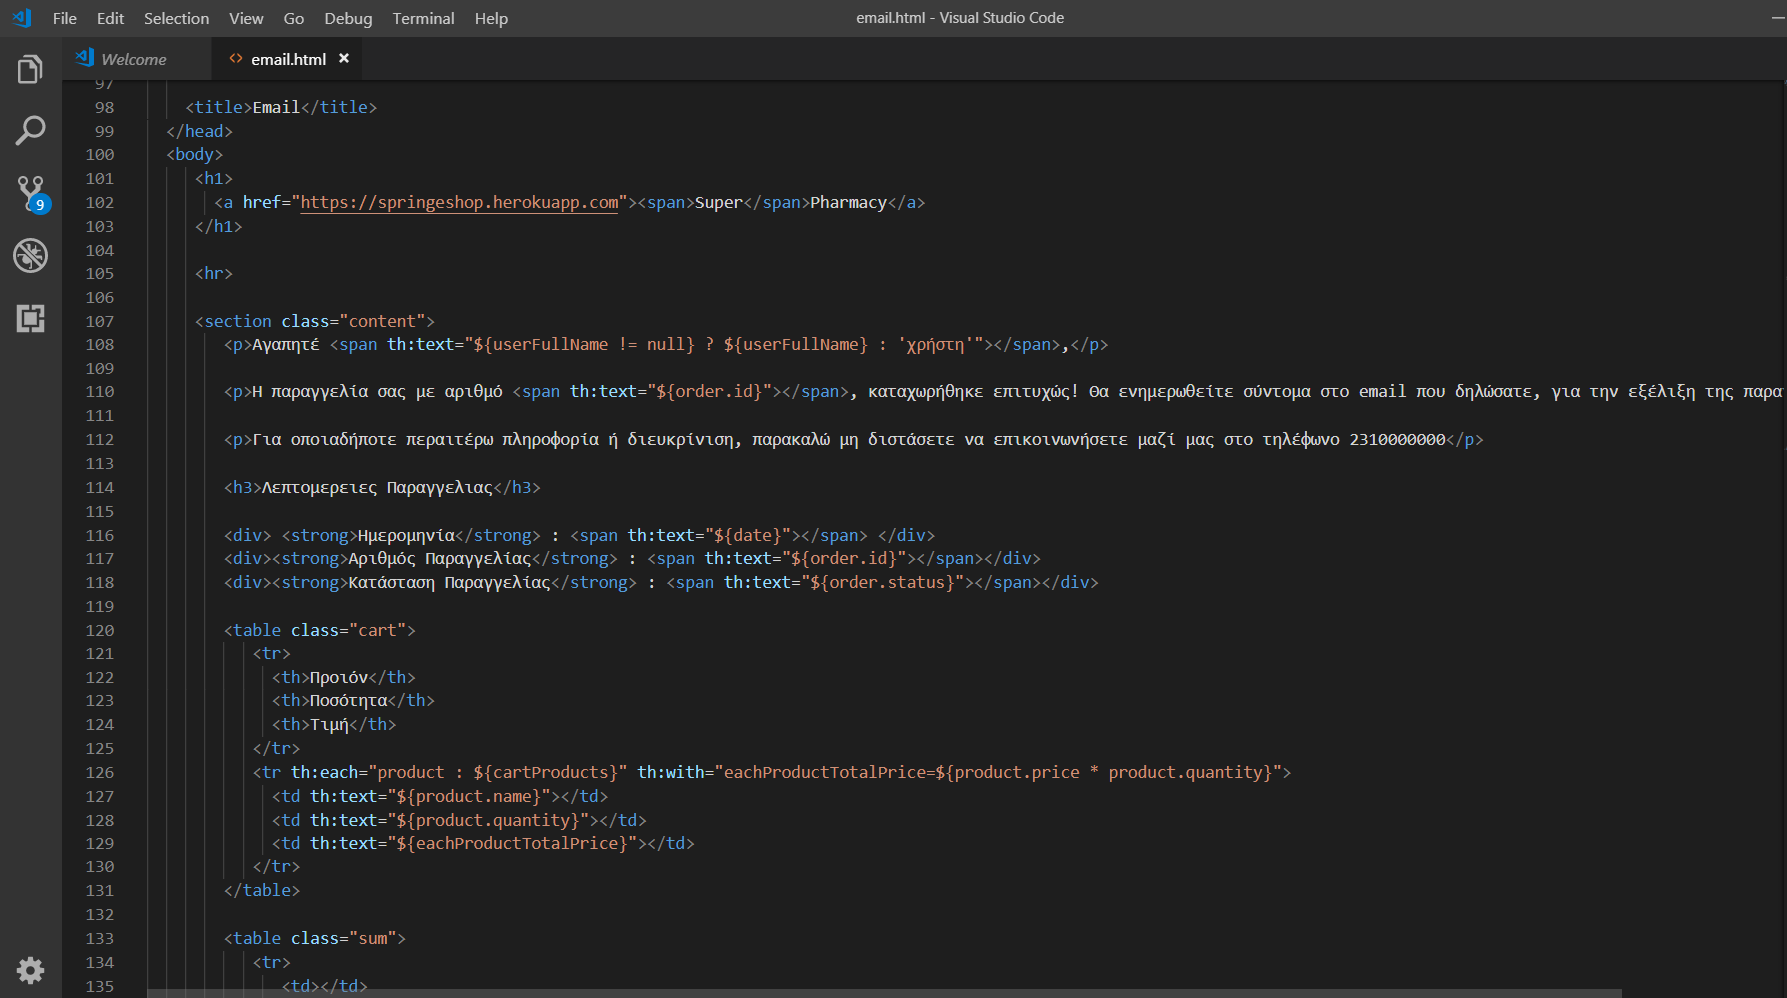 File Edit Selection View Go Debug Terminal Help email.html - Visual Studio Code
Welcome <> email.html ×
97
98 <title>Email</title>
99 </head>
100 <body>
101 <h1>
102 <a href="https://springeshop.herokuapp.com"><span>Super</span>Pharmacy</a>
103 </h1>
104
105 <hr>
106
107 <section class="content">
108 <p>Αγαπητέ <span th:text="${userFullName != null} ? ${userFullName} : 'χρήστη'"></span>,</p>
109
110 <p>Η παραγγελία σας με αριθμό <span th:text="${order.id}"></span>, καταχωρήθηκε επιτυχώς! Θα ενημερωθείτε σύντομα στο email που δηλώσατε, για την εξέλιξη της παρα
111
112 <p>Για οποιαδήποτε περαιτέρω πληροφορία ή διευκρίνιση, παρακαλώ μη διστάσετε να επικοινωνήσετε μαζί μας στο τηλέφωνο 2310000000</p>
113
114 <h3>Λεπτομερειες Παραγγελιας</h3>
115
116 <div> <strong>Ημερομηνία</strong> : <span th:text="${date}"></span> </div>
117 <div><strong>Αριθμός Παραγγελίας</strong> : <span th:text="${order.id}"></span></div>
118 <div><strong>Κατάσταση Παραγγελίας</strong> : <span th:text="${order.status}"></span></div>
119
120 <table class="cart">
121 <tr>
122 <th>Προιόν</th>
123 <th>Ποσότητα</th>
124 <th>Τιμή</th>
125 </tr>
126 <tr th:each="product : ${cartProducts}" th:with="eachProductTotalPrice=${product.price * product.quantity}">
127 <td th:text="${product.name}"></td>
128 <td th:text="${product.quantity}"></td>
129 <td th:text="${eachProductTotalPrice}"></td>
130 </tr>
131 </table>
132
133 <table class="sum">
134 <tr>
135 <td></td>
9